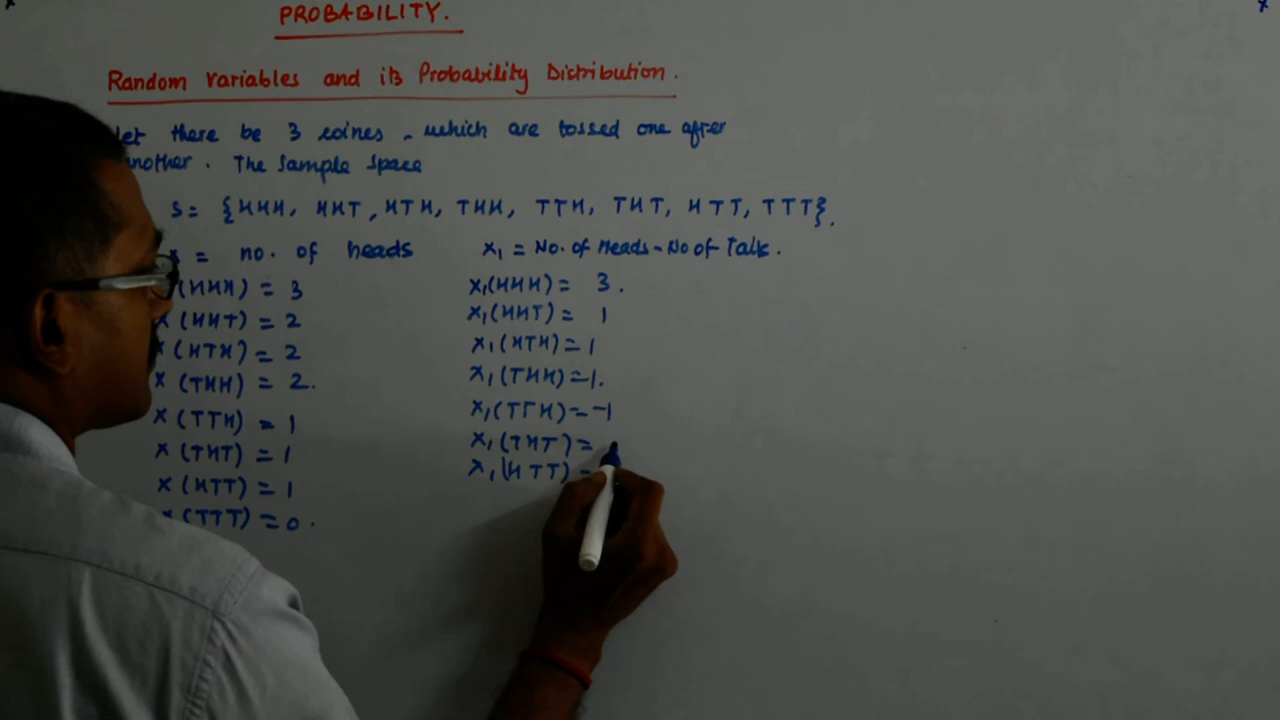 PROBABILITY.
Random Variables and its Probability Distribution.
let there be 3 coines, which are tossed one after
another. The Sample Space
S = {HHH, HHT, HTH, THH, TTH, THT, HTT, TTT}.
X = no. of heads
X1 = No. of Heads - No of Tails.
(HHH) = 3
X1(HHH) = 3.
X (HHT) = 2
X1(HHT) = 1
X (HTH) = 2
X1(HTH) = 1
X (THH) = 2.
X1(THH) = 1.
X (TTH) = 1
X1(TTH) = -1
X (THT) = 1
X1(THT) =
X (HTT) = 1
X1(HTT) =
X (TTT) = 0.